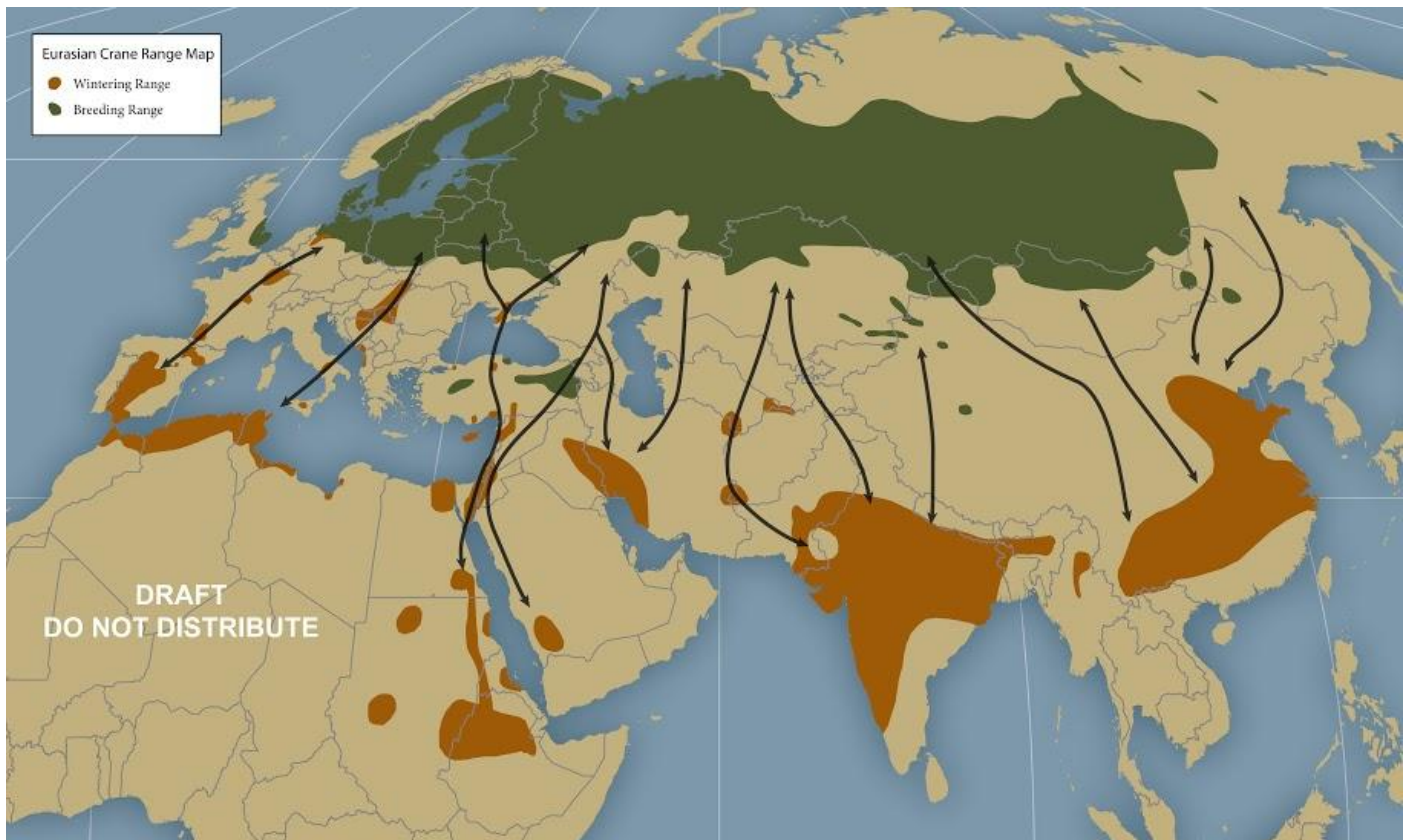 Eurasian Crane Range Map
Wintering Range
Breeding Range
DRAFT
DO NOT DISTRIBUTE